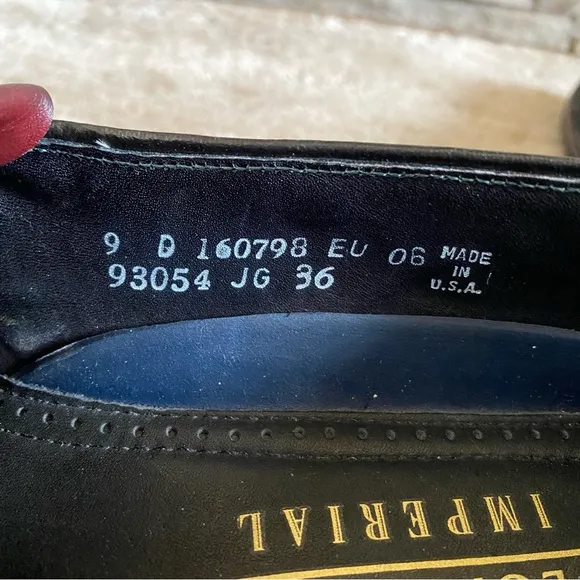 9 D 160798 EU 06 MADE IN U.S.A.
93054 JG 36
IMPERIAL